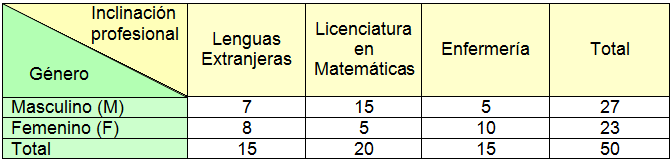 Inclinación
profesional
Género
Lenguas
Extranjeras
Licenciatura
en
Matemáticas
Enfermería
Total
Masculino (M) 7 15 5 27
Femenino (F) 8 5 10 23
Total 15 20 15 50